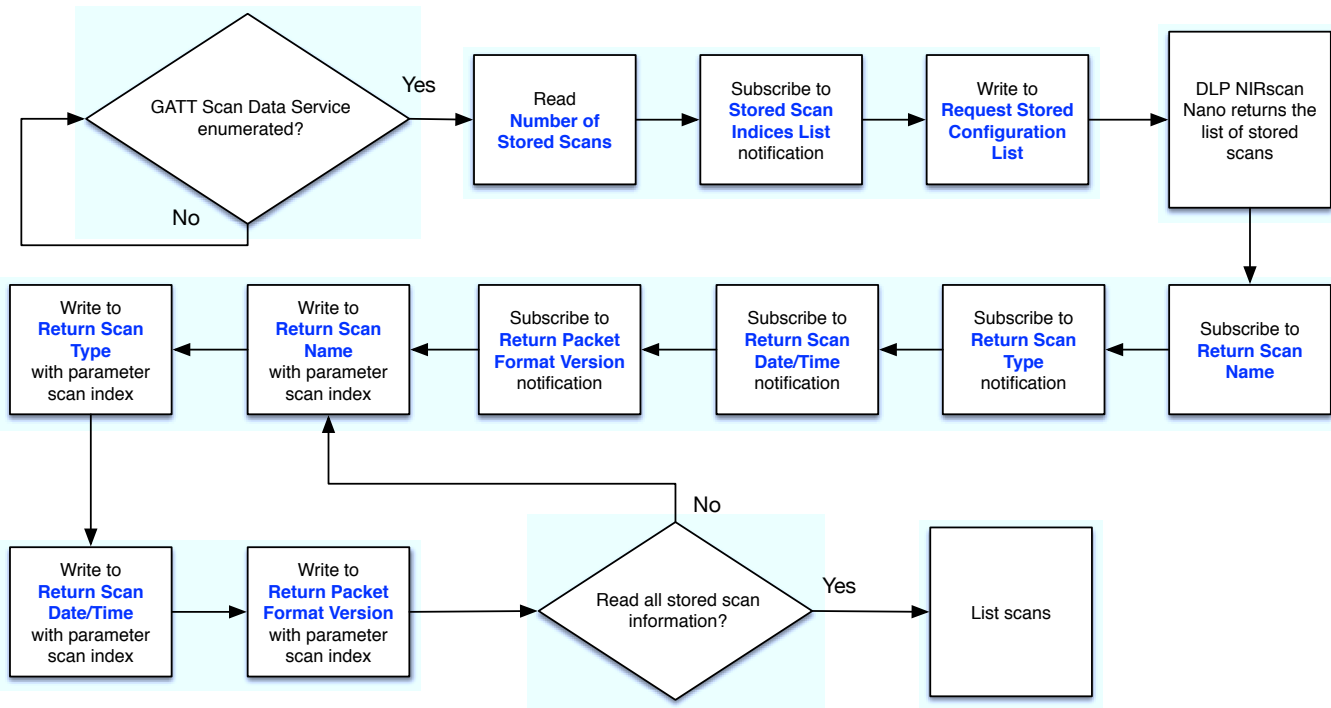 GATT Scan Data Service
enumerated?
Yes
No
Read
Number of
Stored Scans
Subscribe to
Stored Scan
Indices List
notification
Write to
Request Stored
Configuration
List
DLP NIRscan
Nano returns the
list of stored
scans
Subscribe to
Return Scan
Name
Subscribe to
Return Scan
Type
notification
Subscribe to
Return Scan
Date/Time
notification
Subscribe to
Return Packet
Format Version
notification
Write to
Return Scan
Name
with parameter
scan index
Write to
Return Scan
Type
with parameter
scan index
Write to
Return Scan
Date/Time
with parameter
scan index
Write to
Return Packet
Format Version
with parameter
scan index
Read all stored scan
information?
No
Yes
List scans